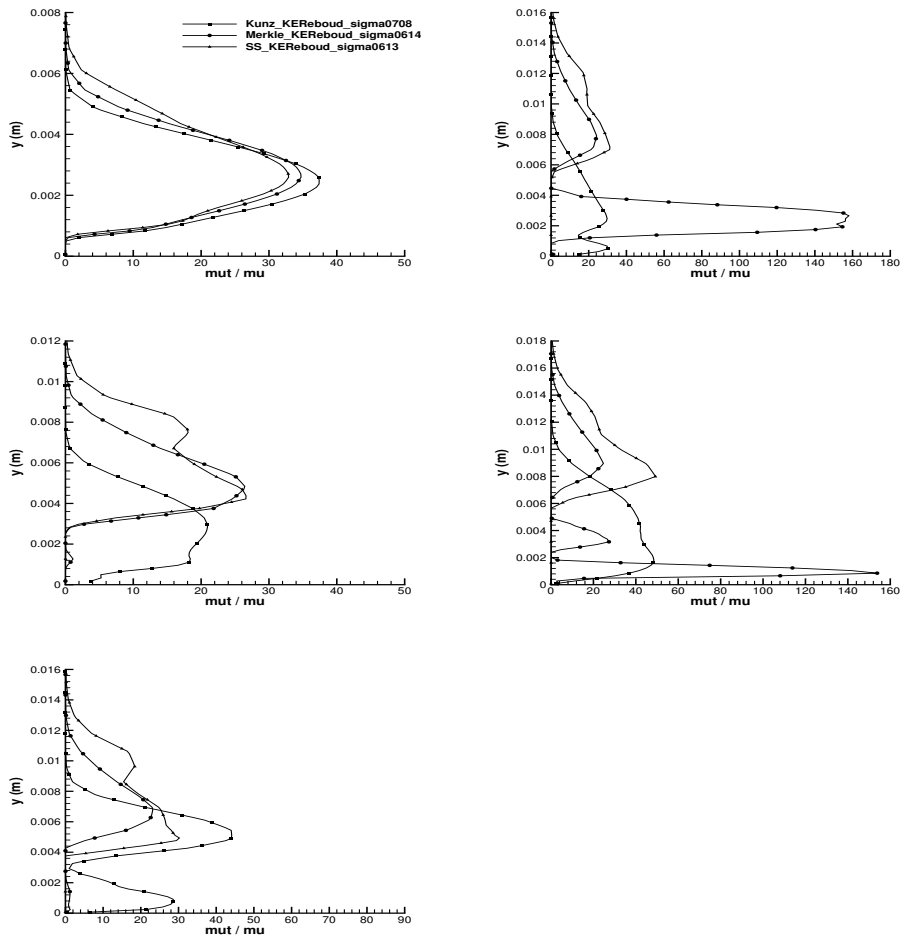 Kunz_KEReboud_sigma0708
Merkle_KEReboud_sigma0614
SS_KEReboud_sigma0613
y (m)
0.008
0.006
0.004
0.002
0
0 10 20 30 40 50
mut / mu
y (m)
0.016
0.014
0.012
0.01
0.008
0.006
0.004
0.002
0
0 20 40 60 80 100 120 140 160 180
mut / mu
y (m)
0.012
0.01
0.008
0.006
0.004
0.002
0
0 10 20 30 40 50
mut / mu
y (m)
0.018
0.016
0.014
0.012
0.01
0.008
0.006
0.004
0.002
0
0 20 40 60 80 100 120 140 160
mut / mu
y (m)
0.016
0.014
0.012
0.01
0.008
0.006
0.004
0.002
0
0 10 20 30 40 50 60 70 80 90
mut / mu